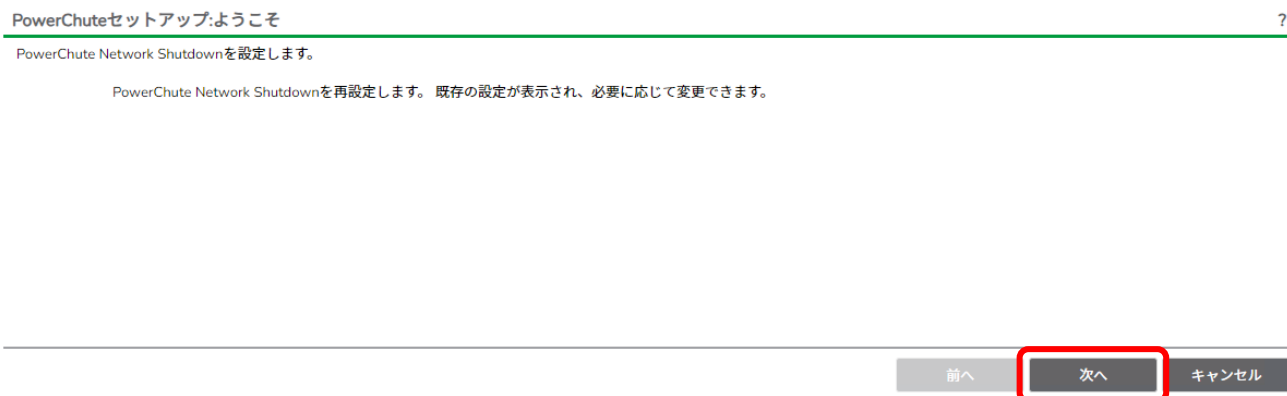 PowerChuteセットアップ:ようこそ
?
PowerChute Network Shutdownを設定します。
PowerChute Network Shutdownを再設定します。 既存の設定が表示され、必要に応じて変更できます。
前へ
次へ
キャンセル